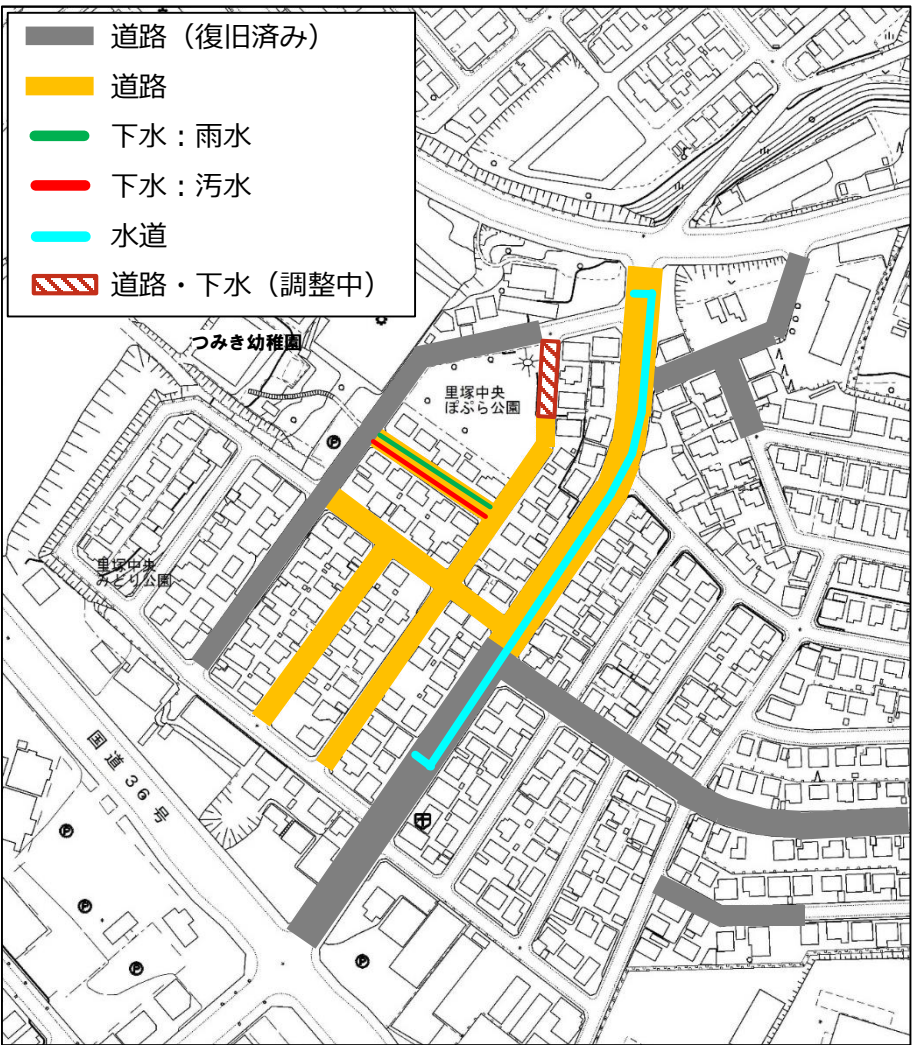 道路（復旧済み）
道路
下水：雨水
下水：汚水
水道
道路・下水（調整中）
つみき幼稚園
里塚中央
ぽぷら公園
里塚中央
みどり公園
国道36号